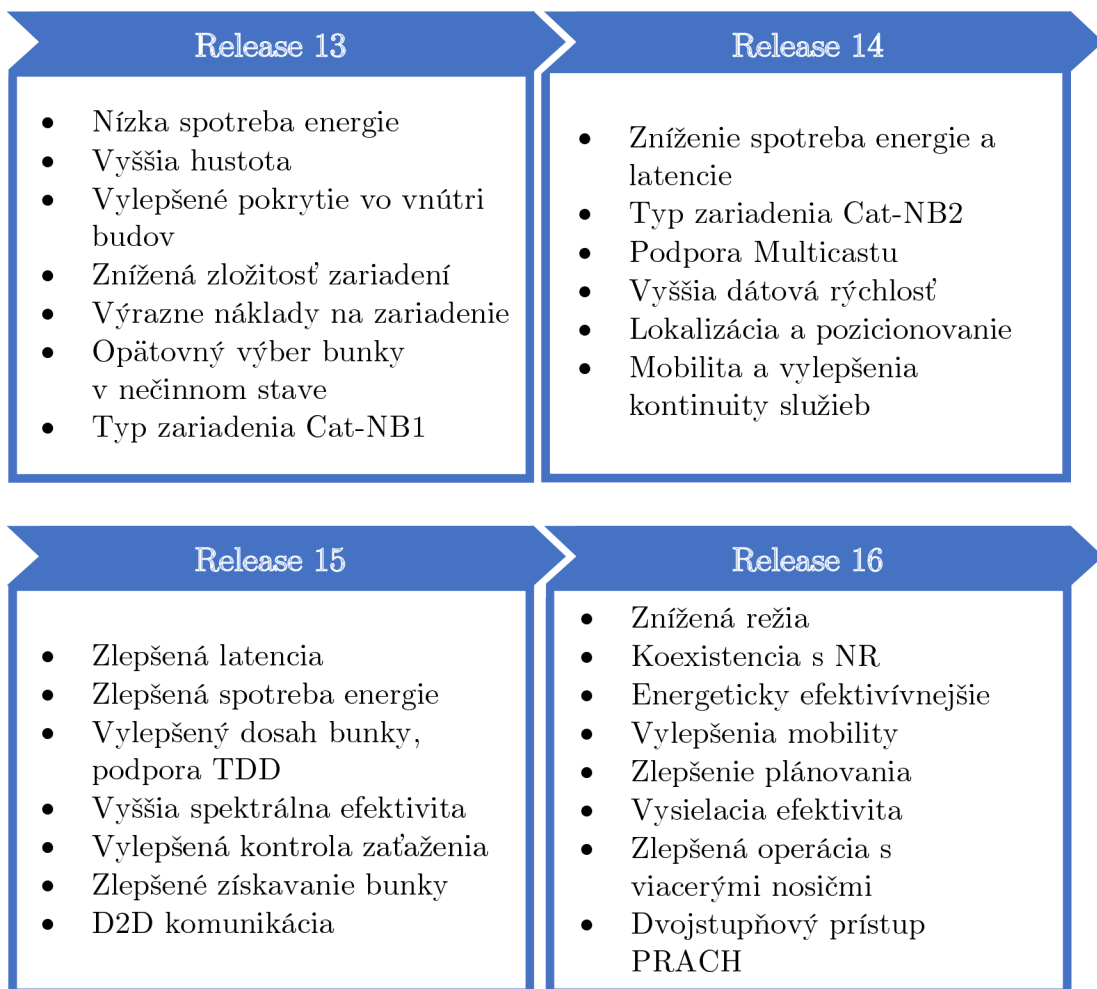 Release 13
• Nízka spotreba energie
• Vyššia hustota
• Vylepšené pokrytie vo vnútri
budov
• Znížená zložitosť zariadení
• Výrazne náklady na zariadenie
• Opätovný výber bunky
v nečinnom stave
• Typ zariadenia Cat-NB1
Release 14
• Zníženie spotreba energie a
latencie
• Typ zariadenia Cat-NB2
• Podpora Multicastu
• Vyššia dátová rýchlosť
• Lokalizácia a pozicionovanie
• Mobilita a vylepšenia
kontinuity služieb
Release 15
• Zlepšená latencia
• Zlepšená spotreba energie
• Vylepšený dosah bunky,
podpora TDD
• Vyššia spektrálna efektivita
• Vylepšená kontrola zaťaženia
• Zlepšené získavanie bunky
• D2D komunikácia
Release 16
• Znížená režia
• Koexistencia s NR
• Energeticky efektivívnejšie
• Vylepšenia mobility
• Zlepšenie plánovania
• Vysielacia efektivita
• Zlepšená operácia s
viacerými nosičmi
• Dvojstupňový prístup
PRACH